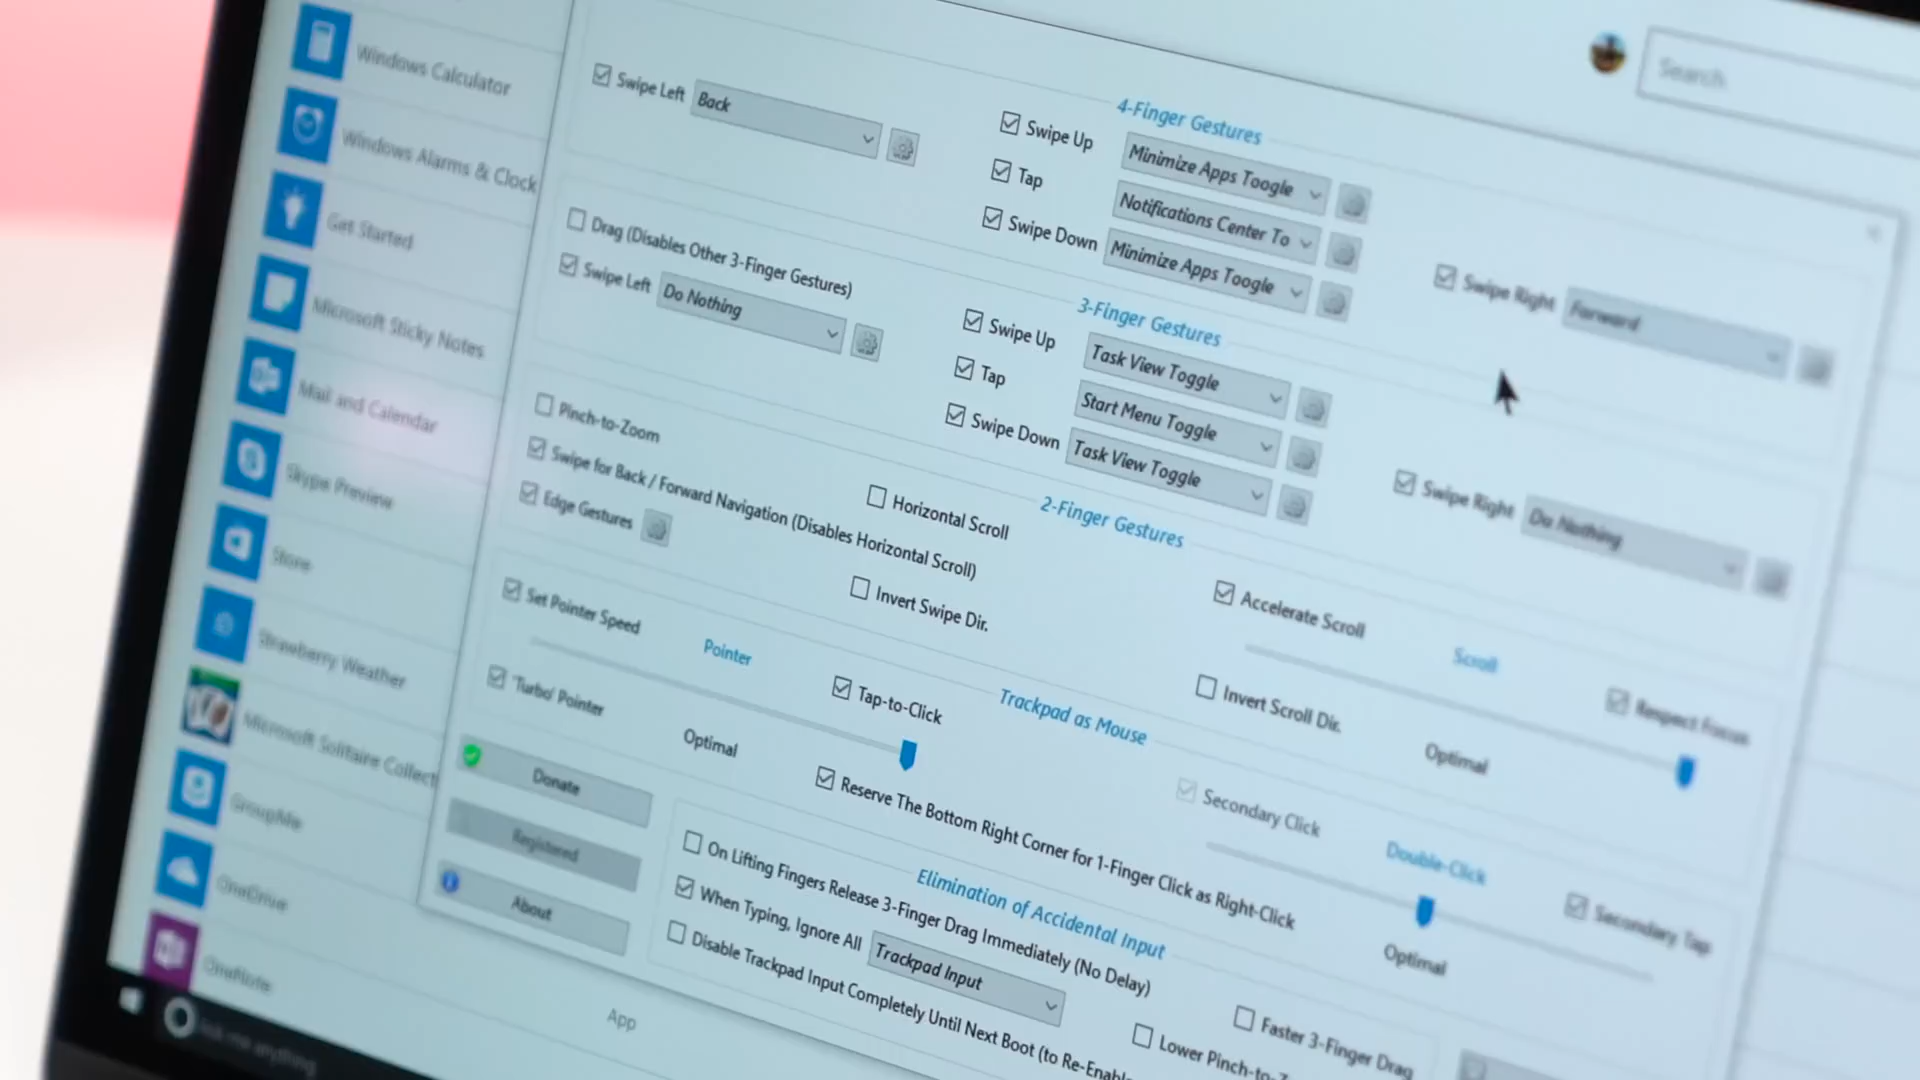 Windows Calculator
Windows Alarms & Clock
Get Started
Microsoft Sticky Notes
Mail and Calendar
Skype Preview
Store
Strawberry Weather
Microsoft Solitaire Collect
GroupMe
OneDrive
OneNote
Ask me anything
App
Search
4-Finger Gestures
Swipe Left Back
Swipe Up Minimize Apps Toogle
Tap Notifications Center To
Swipe Down Minimize Apps Toogle
Swipe Right Forward
3-Finger Gestures
Drag (Disables Other 3-Finger Gestures)
Swipe Left Do Nothing
Swipe Up Task View Toggle
Tap Start Menu Toggle
Swipe Down Task View Toggle
Swipe Right Do Nothing
2-Finger Gestures
Pinch-to-Zoom
Horizontal Scroll
Swipe for Back / Forward Navigation (Disables Horizontal Scroll)
Edge Gestures
Invert Swipe Dir.
Accelerate Scroll
Scroll
Invert Scroll Dir.
Respect Focus
Optimal
Set Pointer Speed
Pointer
'Turbo' Pointer
Optimal
Trackpad as Mouse
Tap-to-Click
Secondary Click
Reserve The Bottom Right Corner for 1-Finger Click as Right-Click
Double-Click
Secondary Tap
Optimal
Donate
Registered
About
Elimination of Accidental Input
On Lifting Fingers Release 3-Finger Drag Immediately (No Delay)
When Typing, Ignore All Trackpad Input
Disable Trackpad Input Completely Until Next Boot (to Re-Enabl
Faster 3-Finger Drag
Lower Pinch-to-Z